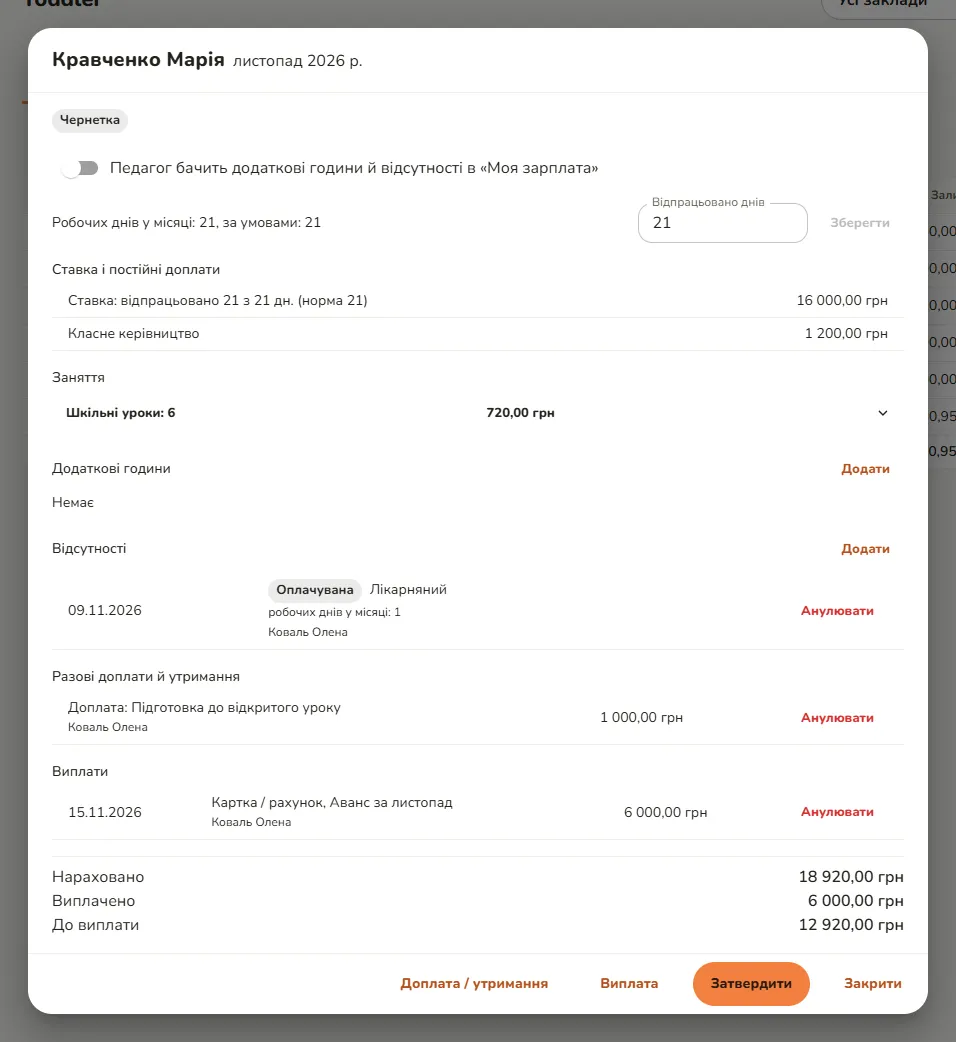 Toddler
Усі заклади
Кравченко Марія листопад 2026 р.
Чернетка
Педагог бачить додаткові години й відсутності в «Моя зарплата»
Відпрацьовано днів
Робочих днів у місяці: 21, за умовами: 21
21
Зберегти
Ставка і постійні доплати
Ставка: відпрацьовано 21 з 21 дн. (норма 21) 16 000,00 грн
Класне керівництво 1 200,00 грн
Заняття
Шкільні уроки: 6 720,00 грн
Додаткові години Додати
Немає
Відсутності Додати
09.11.2026
Оплачувана Лікарняний
робочих днів у місяці: 1
Коваль Олена
Анулювати
Разові доплати й утримання
Доплата: Підготовка до відкритого уроку
Коваль Олена
1 000,00 грн
Анулювати
Виплати
15.11.2026
Картка / рахунок, Аванс за листопад
Коваль Олена
6 000,00 грн
Анулювати
Нараховано 18 920,00 грн
Виплачено 6 000,00 грн
До виплати 12 920,00 грн
Доплата / утримання Виплата Затвердити Закрити